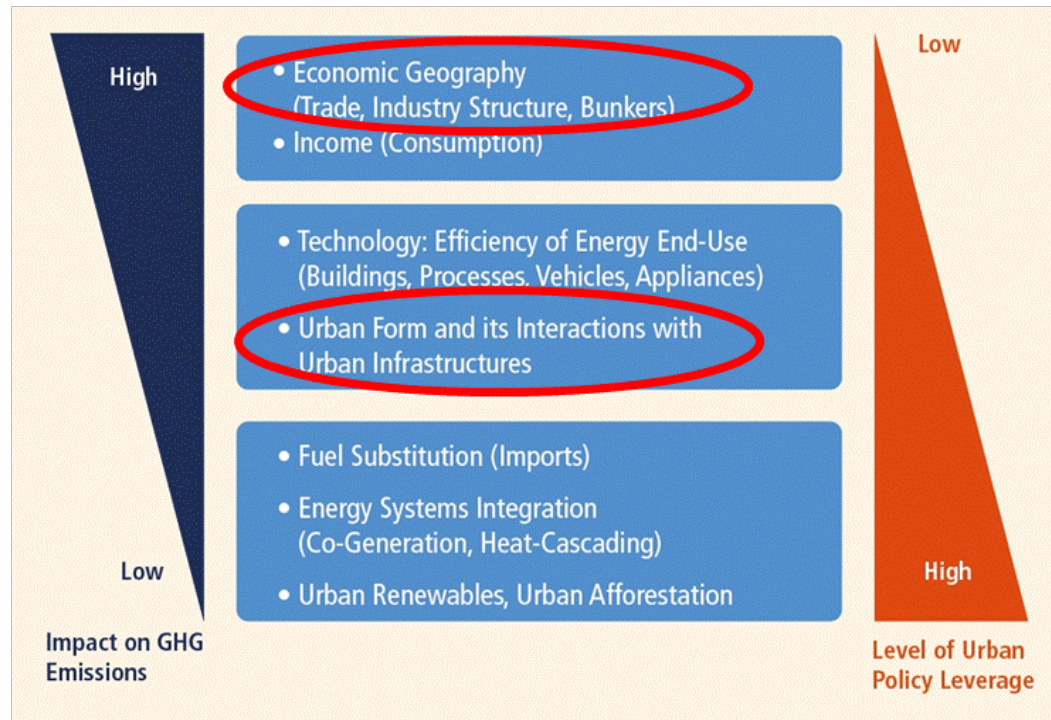 High
• Economic Geography
(Trade, Industry Structure, Bunkers)
• Income (Consumption)
Low
• Technology: Efficiency of Energy End-Use
(Buildings, Processes, Vehicles, Appliances)
• Urban Form and its Interactions with
Urban Infrastructures
• Fuel Substitution (Imports)
• Energy Systems Integration
(Co-Generation, Heat-Cascading)
• Urban Renewables, Urban Afforestation
Low
Impact on GHG
Emissions
High
Level of Urban
Policy Leverage